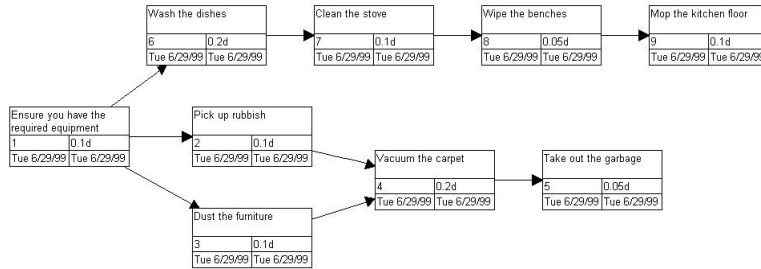 Wash the dishes
6 0.2d
Tue 6/29/99 Tue 6/29/99
Clean the stove
7 0.1d
Tue 6/29/99 Tue 6/29/99
Wipe the benches
8 0.05d
Tue 6/29/99 Tue 6/29/99
Mop the kitchen floor
9 0.1d
Tue 6/29/99 Tue 6/29/99
Ensure you have the
required equipment
1 0.1d
Tue 6/29/99 Tue 6/29/99
Pick up rubbish
2 0.1d
Tue 6/29/99 Tue 6/29/99
Vacuum the carpet
4 0.2d
Tue 6/29/99 Tue 6/29/99
Take out the garbage
5 0.05d
Tue 6/29/99 Tue 6/29/99
Dust the furniture
3 0.1d
Tue 6/29/99 Tue 6/29/99